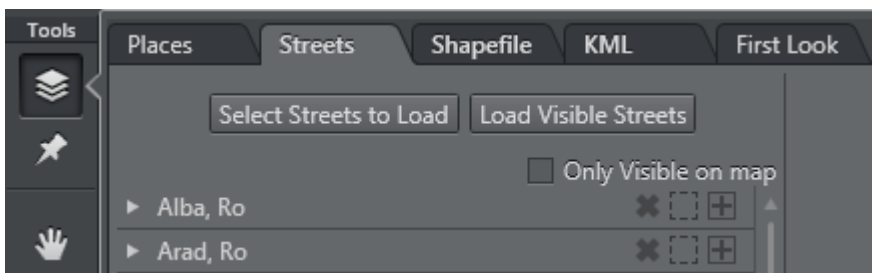 Tools
Places Streets Shapefile KML First Look
Select Streets to Load Load Visible Streets
Only Visible on map
Alba, Ro
Arad, Ro